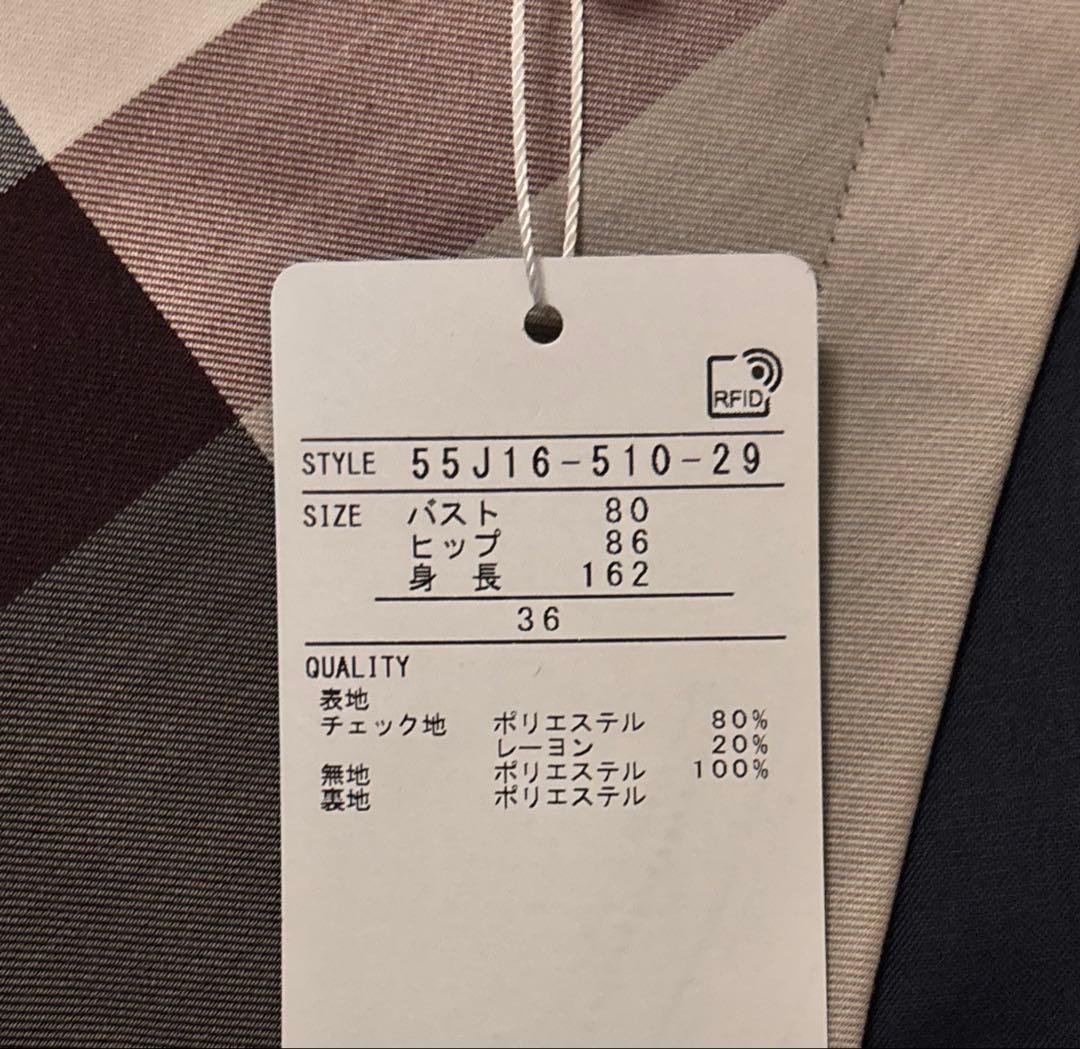 RFID
STYLE 55J16-510-29
SIZE バスト 80
ヒップ 86
身 長 162
36
QUALITY
表地
チェック地 ポリエステル 80%
レーヨン 20%
無地 ポリエステル 100%
裏地 ポリエステル